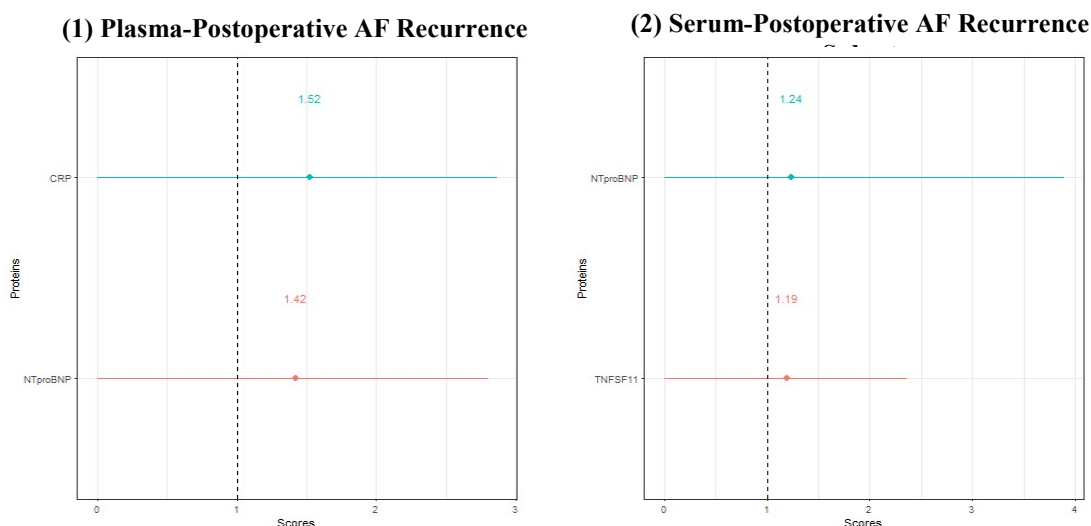 (1) Plasma-Postoperative AF Recurrence
1.52
CRP
Proteins
1.42
NTproBNP
0 1 2 3
Scores
(2) Serum-Postoperative AF Recurrence
1.24
NTproBNP
Proteins
1.19
TNFSF11
0 1 2 3 4
Scores